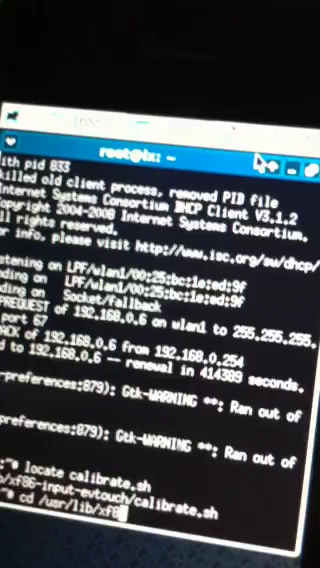 root@ix: ~
ith pid 833
killed old client process, removed PID file
Internet Systems Consortium DHCP Client V3.1.2
Copyright 2004-2008 Internet Systems Consortium.
ll rights reserved.
or info, please visit http://www.isc.org/sw/dhcp/
stening on LPF/wlan1/00:25:bc:1e:ed:9f
nding on LPF/wlan1/00:25:bc:1e:ed:9f
nding on Socket/fallback
PREQUEST of 192.168.0.6 on wlan1 to 255.255.255.
port 67
ACK of 192.168.0.6 from 192.168.0.254
d to 192.168.0.6 -- renewal in 414389 seconds.
-preferences:879): Gtk-WARNING **: Ran out of
-preferences:879): Gtk-WARNING **: Ran out of
:~# locate calibrate.sh
b/xf86-input-evtouch/calibrate.sh
:~# cd /usr/lib/xf8